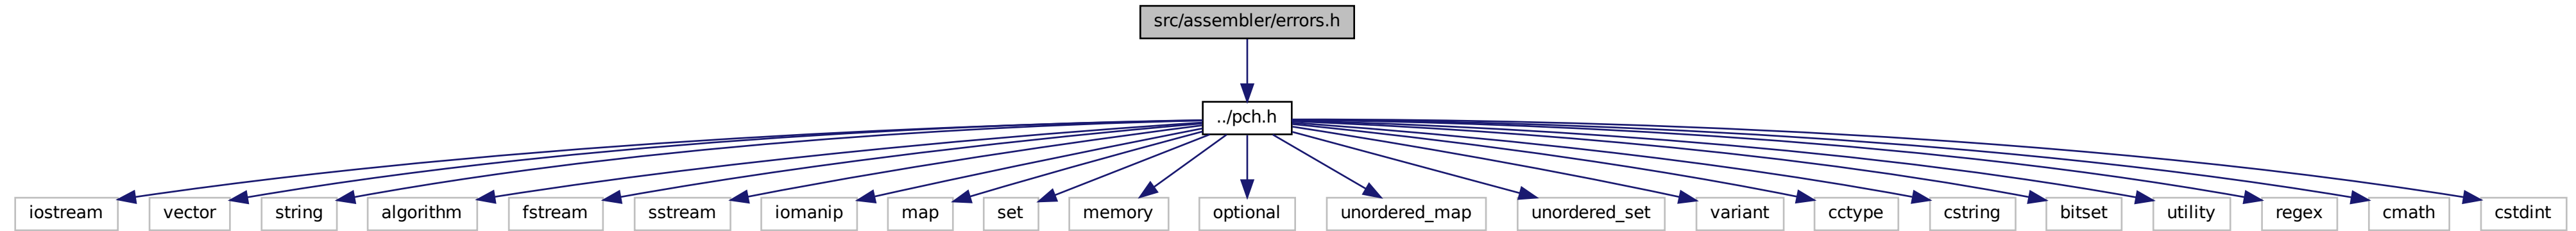 src/assembler/errors.h
../pch.h
iostream
vector
string
algorithm
fstream
sstream
iomanip
map
set
memory
optional
unordered_map
unordered_set
variant
cctype
cstring
bitset
utility
regex
cmath
cstdint